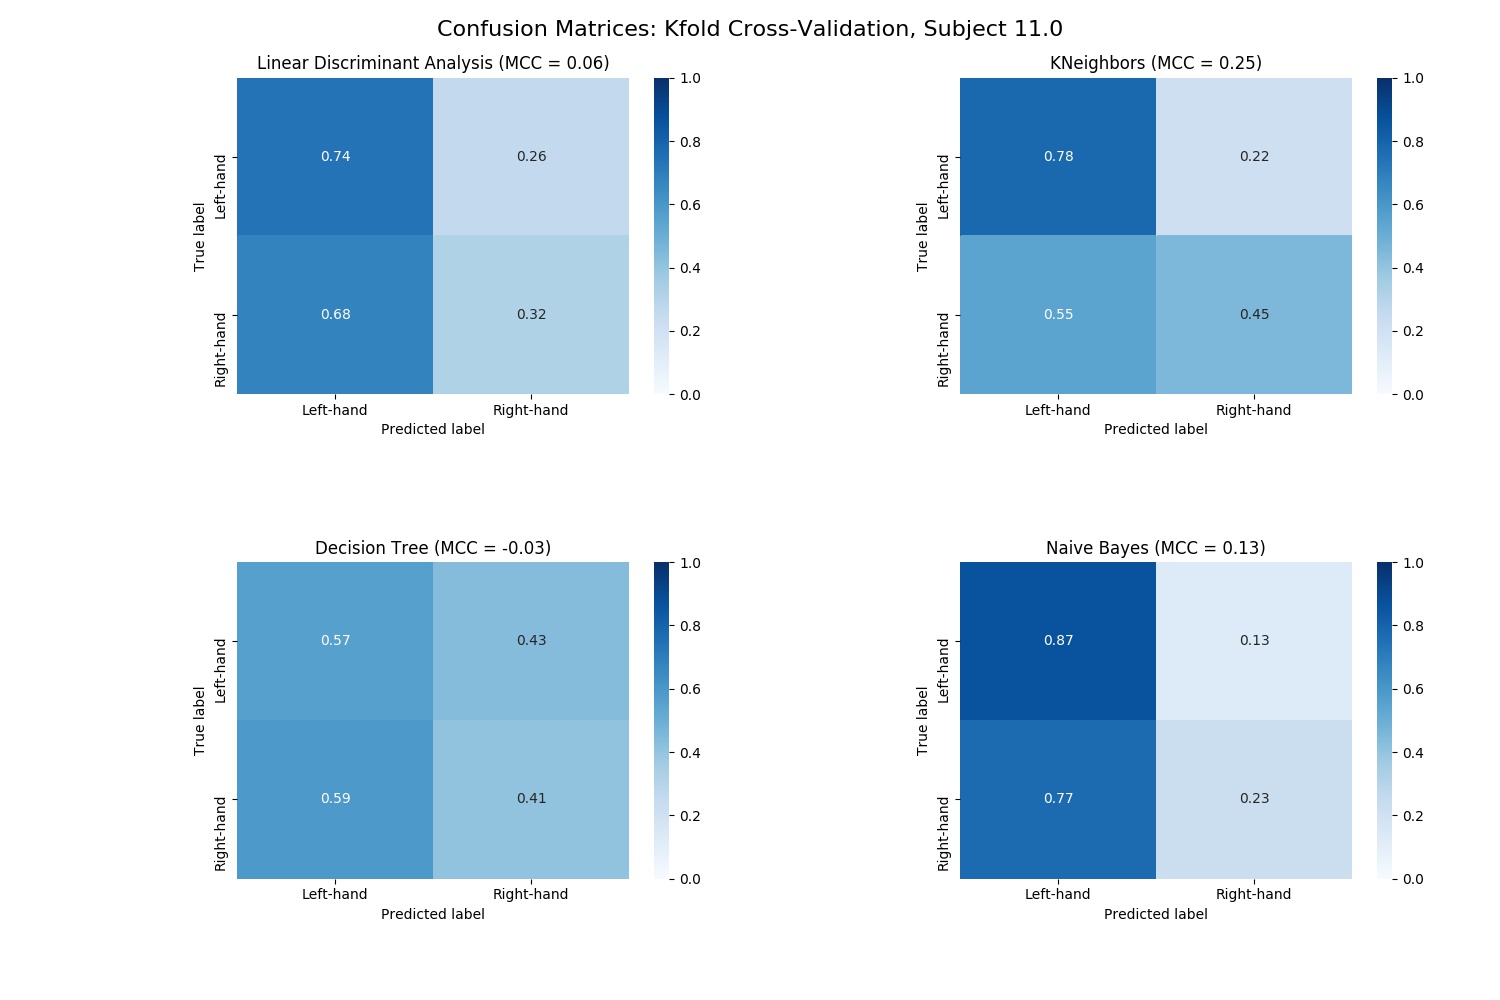 Confusion Matrices: Kfold Cross-Validation, Subject 11.0
Linear Discriminant Analysis (MCC = 0.06)
True label
Left-hand
Right-hand
0.74
0.26
0.68
0.32
Left-hand
Right-hand
Predicted label
1.0
0.8
0.6
0.4
0.2
0.0
KNeighbors (MCC = 0.25)
True label
Left-hand
Right-hand
0.78
0.22
0.55
0.45
Left-hand
Right-hand
Predicted label
1.0
0.8
0.6
0.4
0.2
0.0
Decision Tree (MCC = -0.03)
True label
Left-hand
Right-hand
0.57
0.43
0.59
0.41
Left-hand
Right-hand
Predicted label
1.0
0.8
0.6
0.4
0.2
0.0
Naive Bayes (MCC = 0.13)
True label
Left-hand
Right-hand
0.87
0.13
0.77
0.23
Left-hand
Right-hand
Predicted label
1.0
0.8
0.6
0.4
0.2
0.0